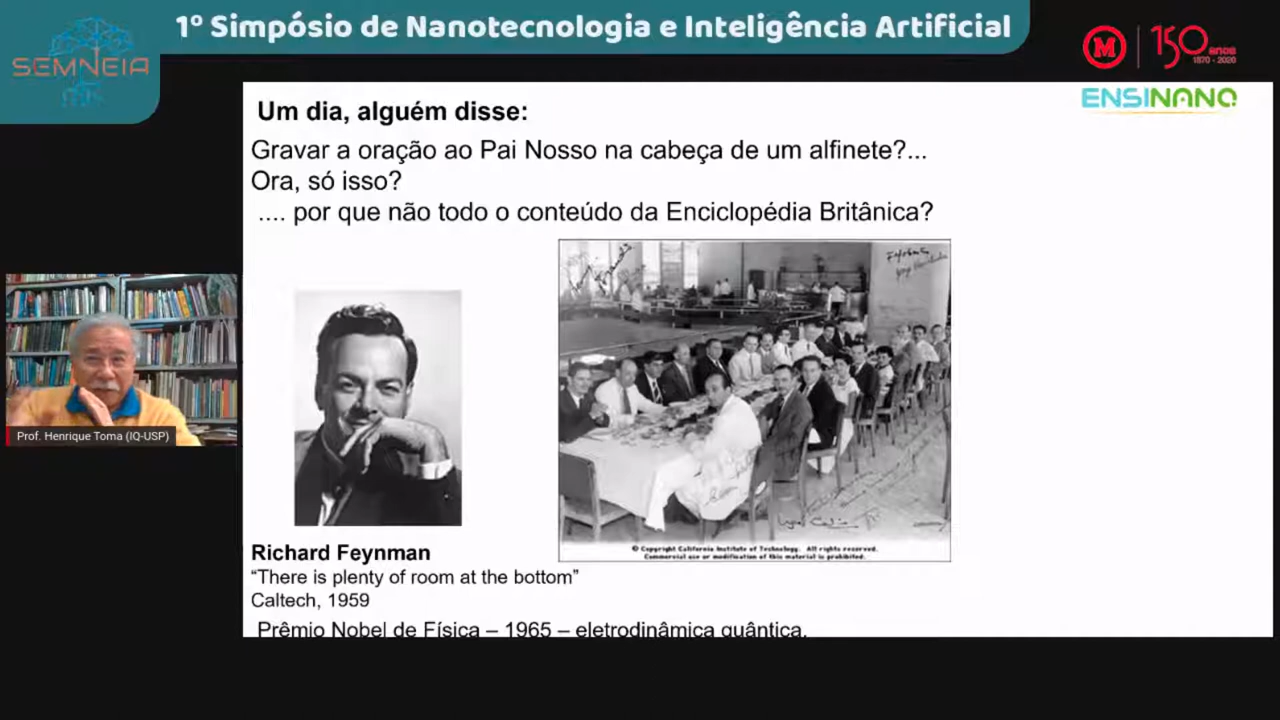 1º Simpósio de Nanotecnologia e Inteligência Artificial
SEMNEIA
M
150 anos
1870 - 2020
ENSINANO
Um dia, alguém disse:
Gravar a oração ao Pai Nosso na cabeça de um alfinete?...
Ora, só isso?
.... por que não todo o conteúdo da Enciclopédia Britânica?
Prof. Henrique Toma (IQ-USP)
© Copyright California Institute of Technology. All rights reserved.
Commercial use or modification of this material is prohibited.
Richard Feynman
“There is plenty of room at the bottom”
Caltech, 1959
Prêmio Nobel de Física – 1965 – eletrodinâmica quântica.